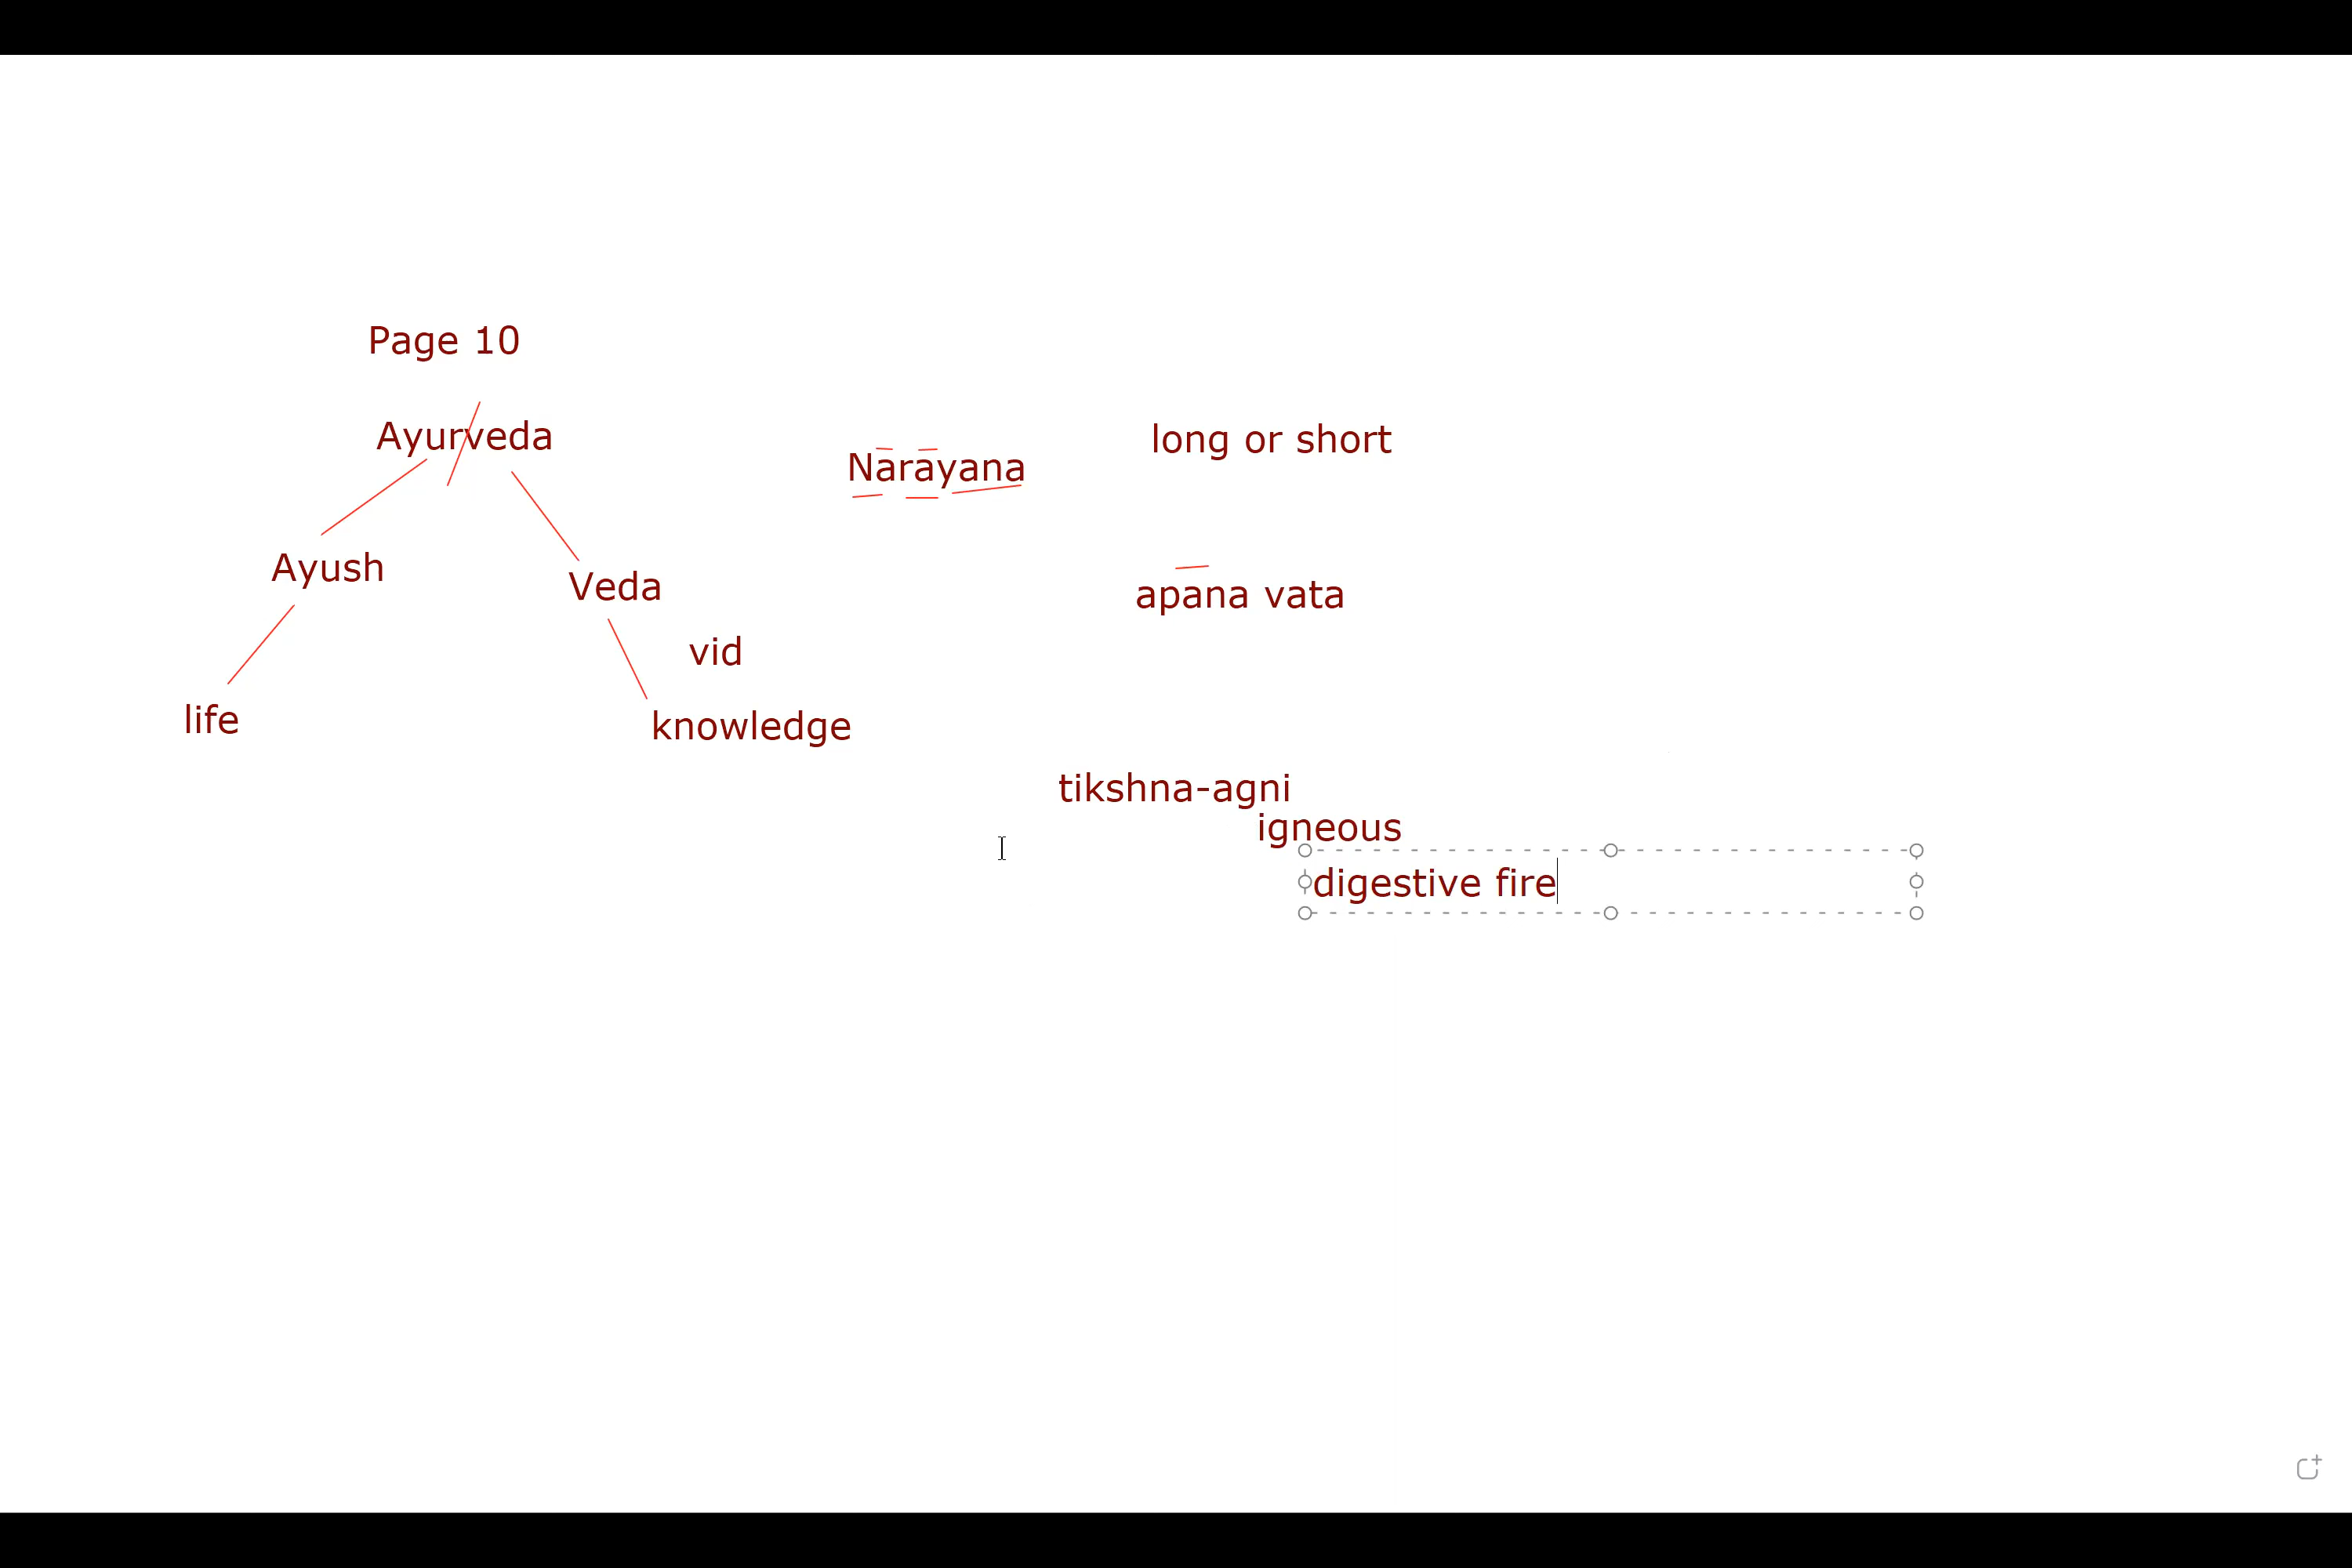 Page 10
Ayurveda
long or short
Narayana
Ayush
Veda
apana vata
vid
life
knowledge
tikshna-agni
igneous
digestive fire